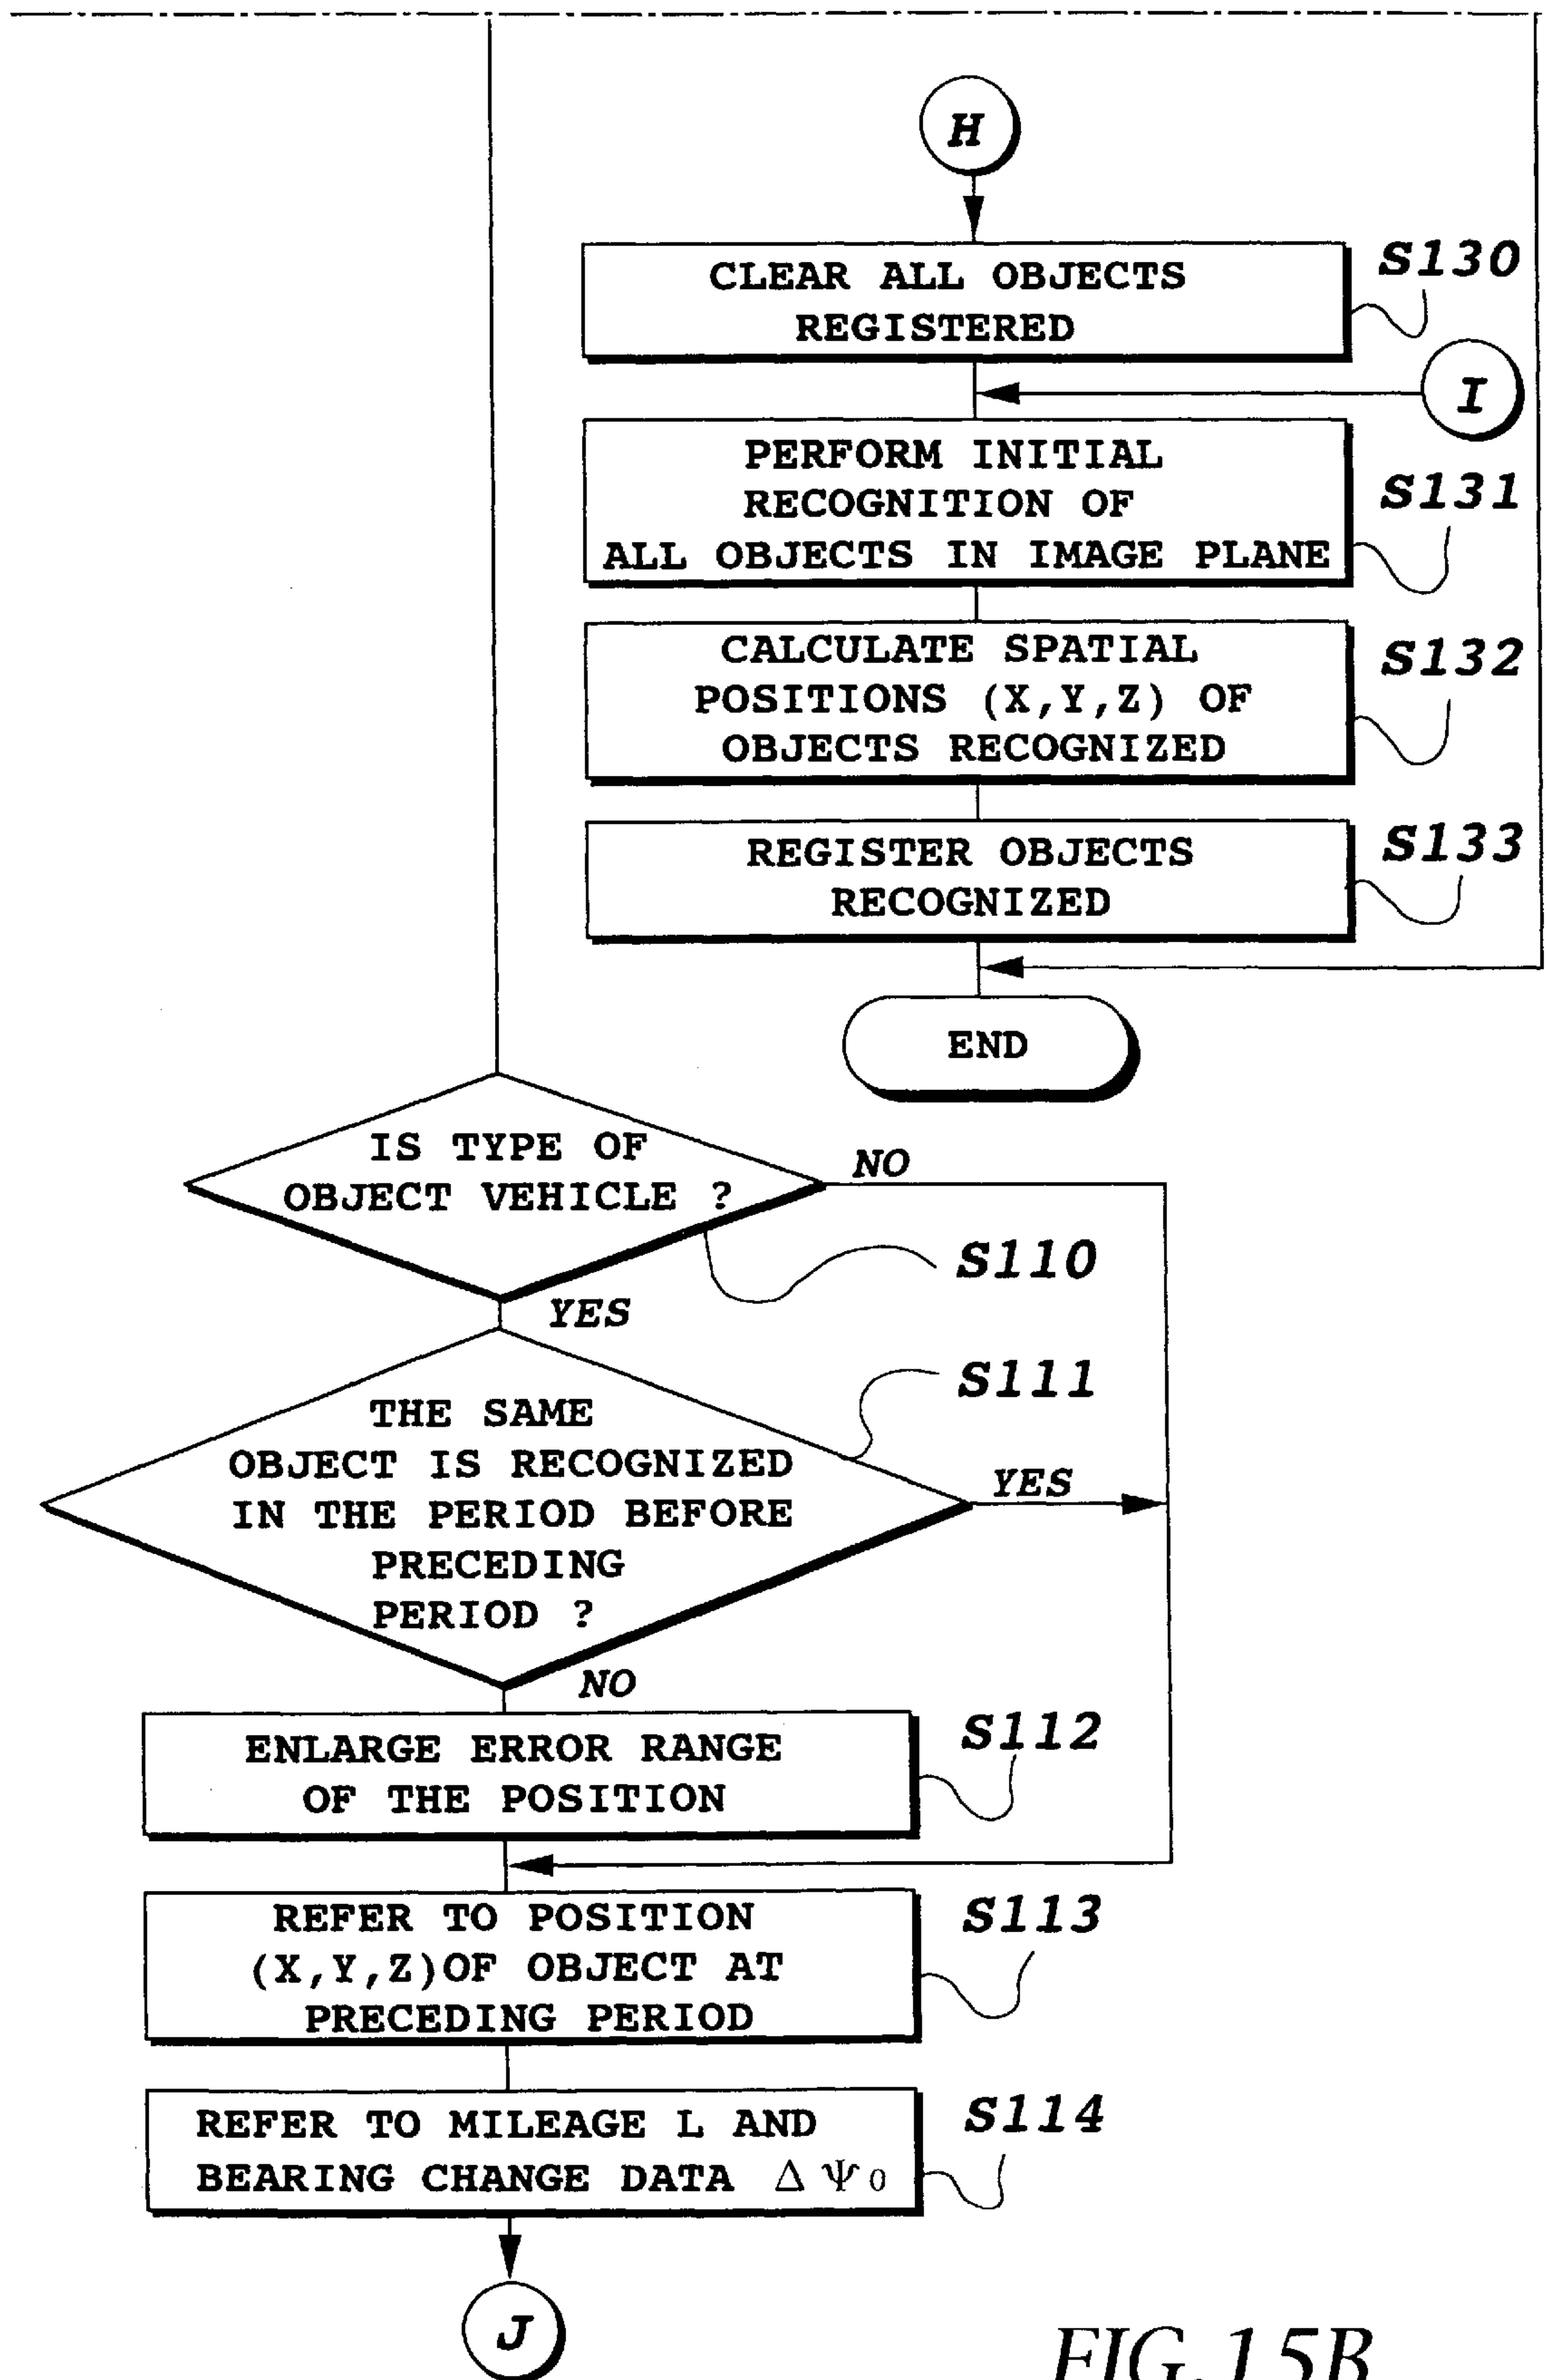 H
CLEAR ALL OBJECTS
REGISTERED
S130
I
PERFORM INITIAL
RECOGNITION OF
ALL OBJECTS IN IMAGE PLANE
S131
CALCULATE SPATIAL
POSITIONS (X,Y,Z) OF
OBJECTS RECOGNIZED
S132
REGISTER OBJECTS
RECOGNIZED
S133
END
IS TYPE OF
OBJECT VEHICLE ?
NO
S110
YES
THE SAME
OBJECT IS RECOGNIZED
IN THE PERIOD BEFORE
PRECEDING
PERIOD ?
S111
YES
NO
ENLARGE ERROR RANGE
OF THE POSITION
S112
REFER TO POSITION
(X,Y,Z)OF OBJECT AT
PRECEDING PERIOD
S113
REFER TO MILEAGE L AND
BEARING CHANGE DATA Δ Ψ0
S114
J
FIG.15B